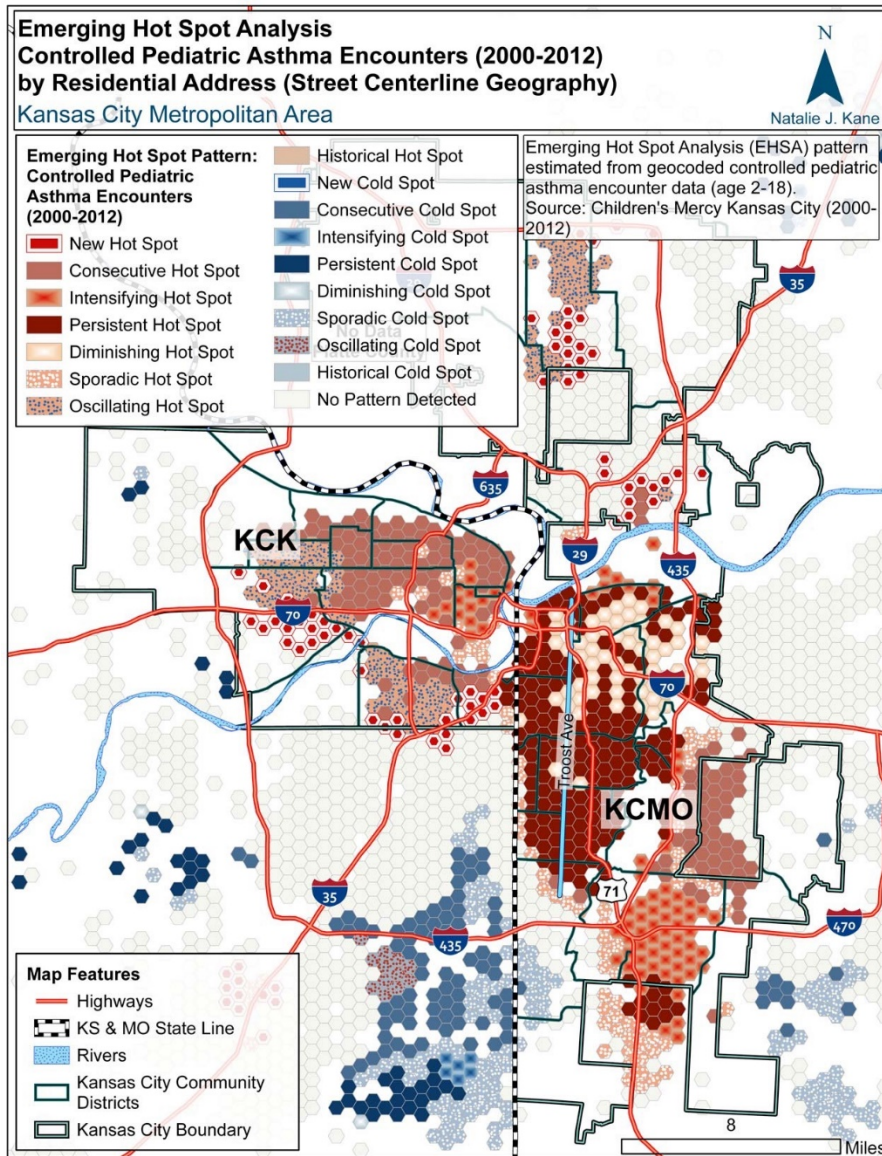 Emerging Hot Spot Analysis
Controlled Pediatric Asthma Encounters (2000-2012)
by Residential Address (Street Centerline Geography)
Kansas City Metropolitan Area
N
Natalie J. Kane
Emerging Hot Spot Pattern:
Controlled Pediatric
Asthma Encounters
(2000-2012)
New Hot Spot
Consecutive Hot Spot
Intensifying Hot Spot
Persistent Hot Spot
Diminishing Hot Spot
Sporadic Hot Spot
Oscillating Hot Spot
Historical Hot Spot
New Cold Spot
Consecutive Cold Spot
Intensifying Cold Spot
Persistent Cold Spot
Diminishing Cold Spot
Sporadic Cold Spot
Oscillating Cold Spot
Historical Cold Spot
No Pattern Detected
Emerging Hot Spot Analysis (EHSA) pattern
estimated from geocoded controlled pediatric
asthma encounter data (age 2-18).
Source: Children's Mercy Kansas City (2000-
2012)
No Data
Platte County
35
635
KCK
29
435
70
70
Troost Ave
KCMO
71
35
435
470
Map Features
Highways
KS & MO State Line
Rivers
Kansas City Community
Districts
Kansas City Boundary
8
Miles